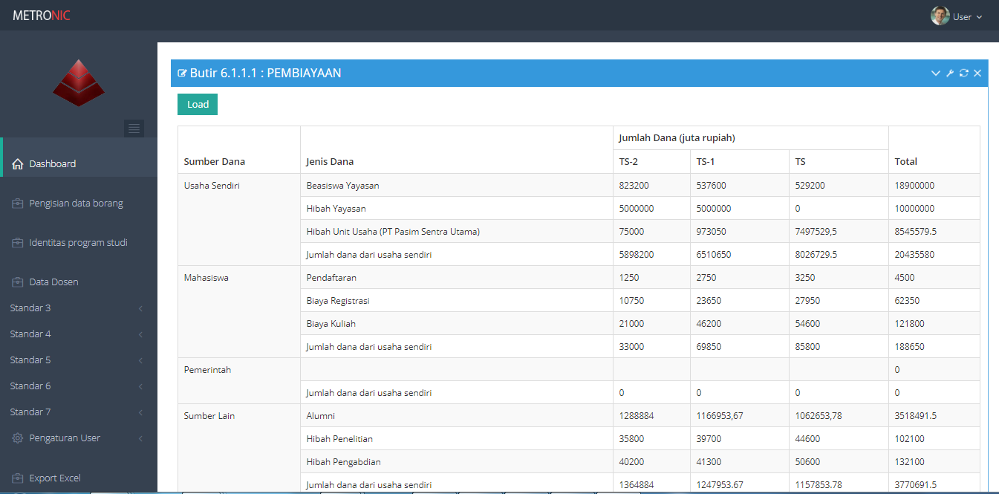 METRONIC
User
Dashboard
Pengisian data borang
Identitas program studi
Data Dosen
Standar 3
Standar 4
Standar 5
Standar 6
Standar 7
Pengaturan User
Export Excel
Butir 6.1.1.1 : PEMBIAYAAN
Load
Jumlah Dana (juta rupiah)
Sumber Dana Jenis Dana TS-2 TS-1 TS Total
Usaha Sendiri Beasiswa Yayasan 823200 537600 529200 18900000
Hibah Yayasan 5000000 5000000 0 10000000
Hibah Unit Usaha (PT Pasim Sentra Utama) 75000 973050 7497529,5 8545579.5
Jumlah dana dari usaha sendiri 5898200 6510650 8026729.5 20435580
Mahasiswa Pendaftaran 1250 2750 3250 4500
Biaya Registrasi 10750 23650 27950 62350
Biaya Kuliah 21000 46200 54600 121800
Jumlah dana dari usaha sendiri 33000 69850 85800 188650
Pemerintah 0
Jumlah dana dari usaha sendiri 0 0 0 0
Sumber Lain Alumni 1288884 1166953,67 1062653,78 3518491.5
Hibah Penelitian 35800 39700 44600 102100
Hibah Pengabdian 40200 41300 50600 132100
Jumlah dana dari usaha sendiri 1364884 1247953.67 1157853.78 3770691.5